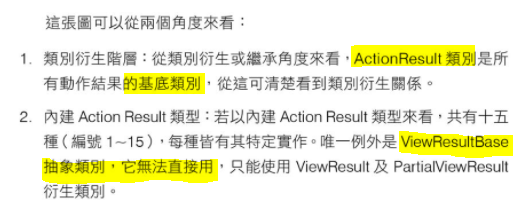 這張圖可以從兩個角度來看：
1. 類別衍生階層：從類別衍生或繼承角度來看，ActionResult 類別是所
有動作結果的基底類別，從這可清楚看到類別衍生關係。
2. 內建 Action Result 類型：若以內建 Action Result 類型來看，共有十五
種（編號 1~15），每種皆有其特定實作。唯一例外是 ViewResultBase
抽象類別，它無法直接用，只能使用 ViewResult 及 PartialViewResult
衍生類別。